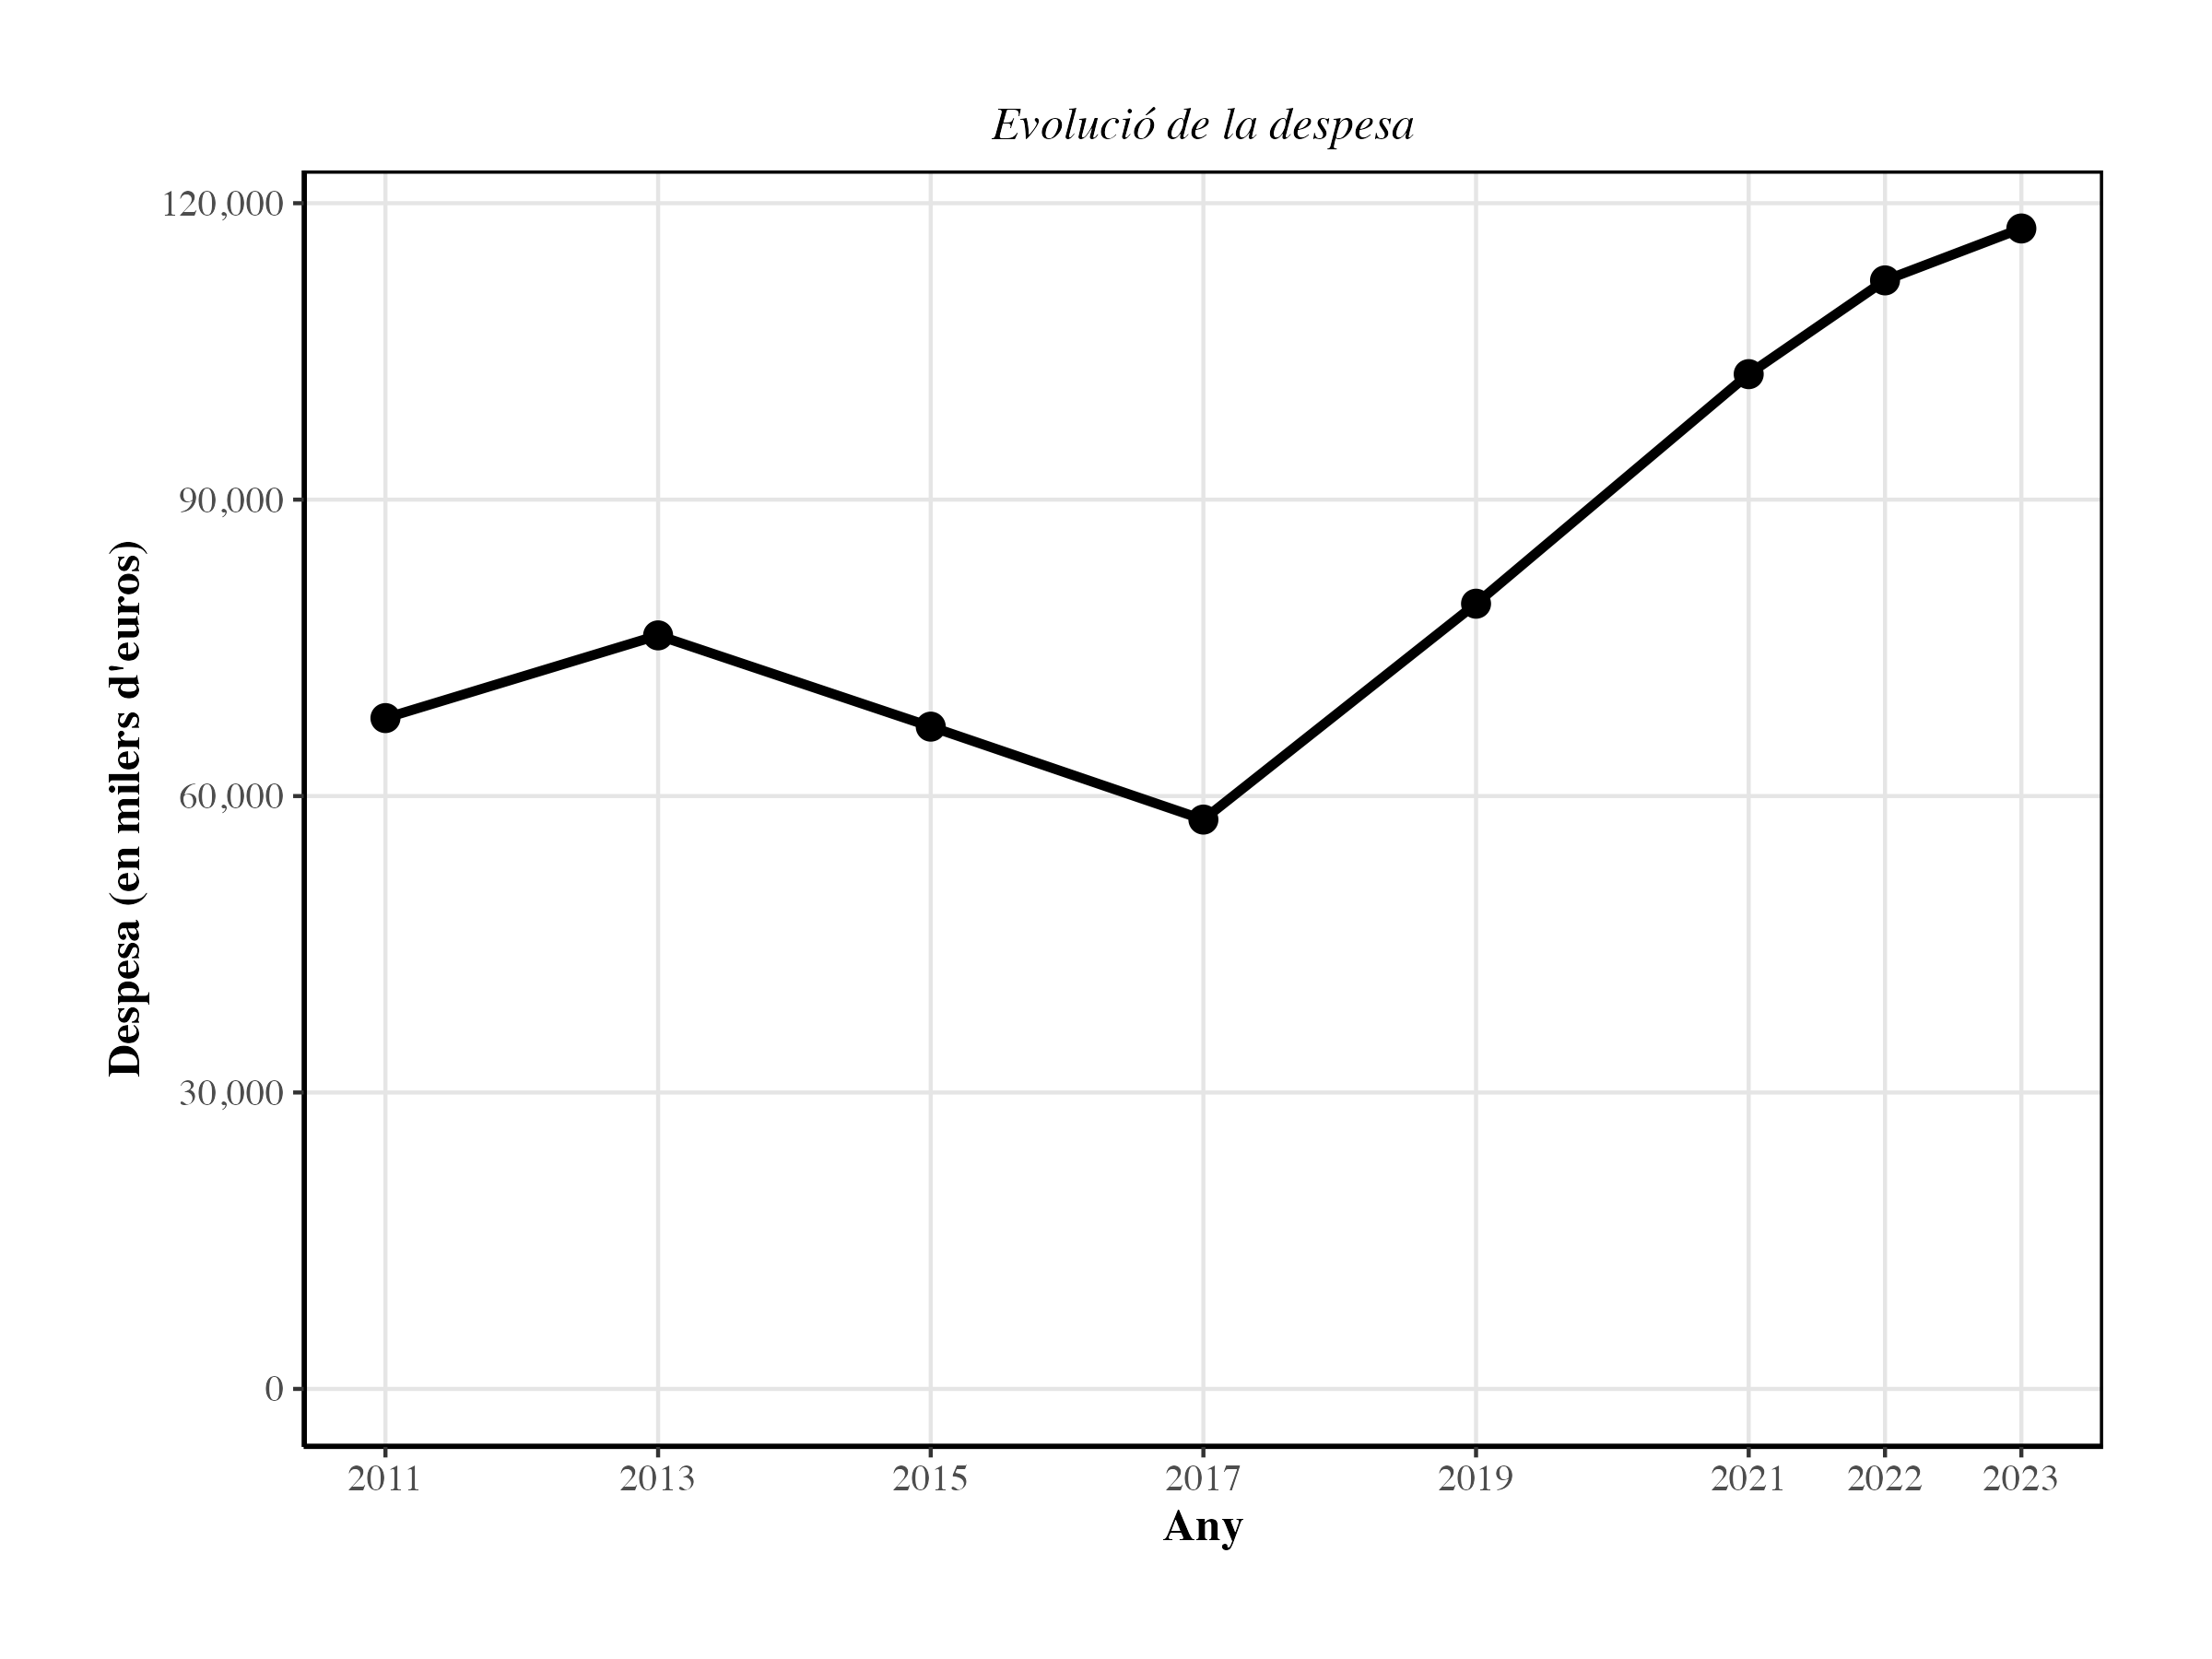 Evolució de la despesa
120,000
90,000
60,000
30,000
0
Despesa (en milers d'euros)
2011 2013 2015 2017 2019 2021 2022 2023
Any